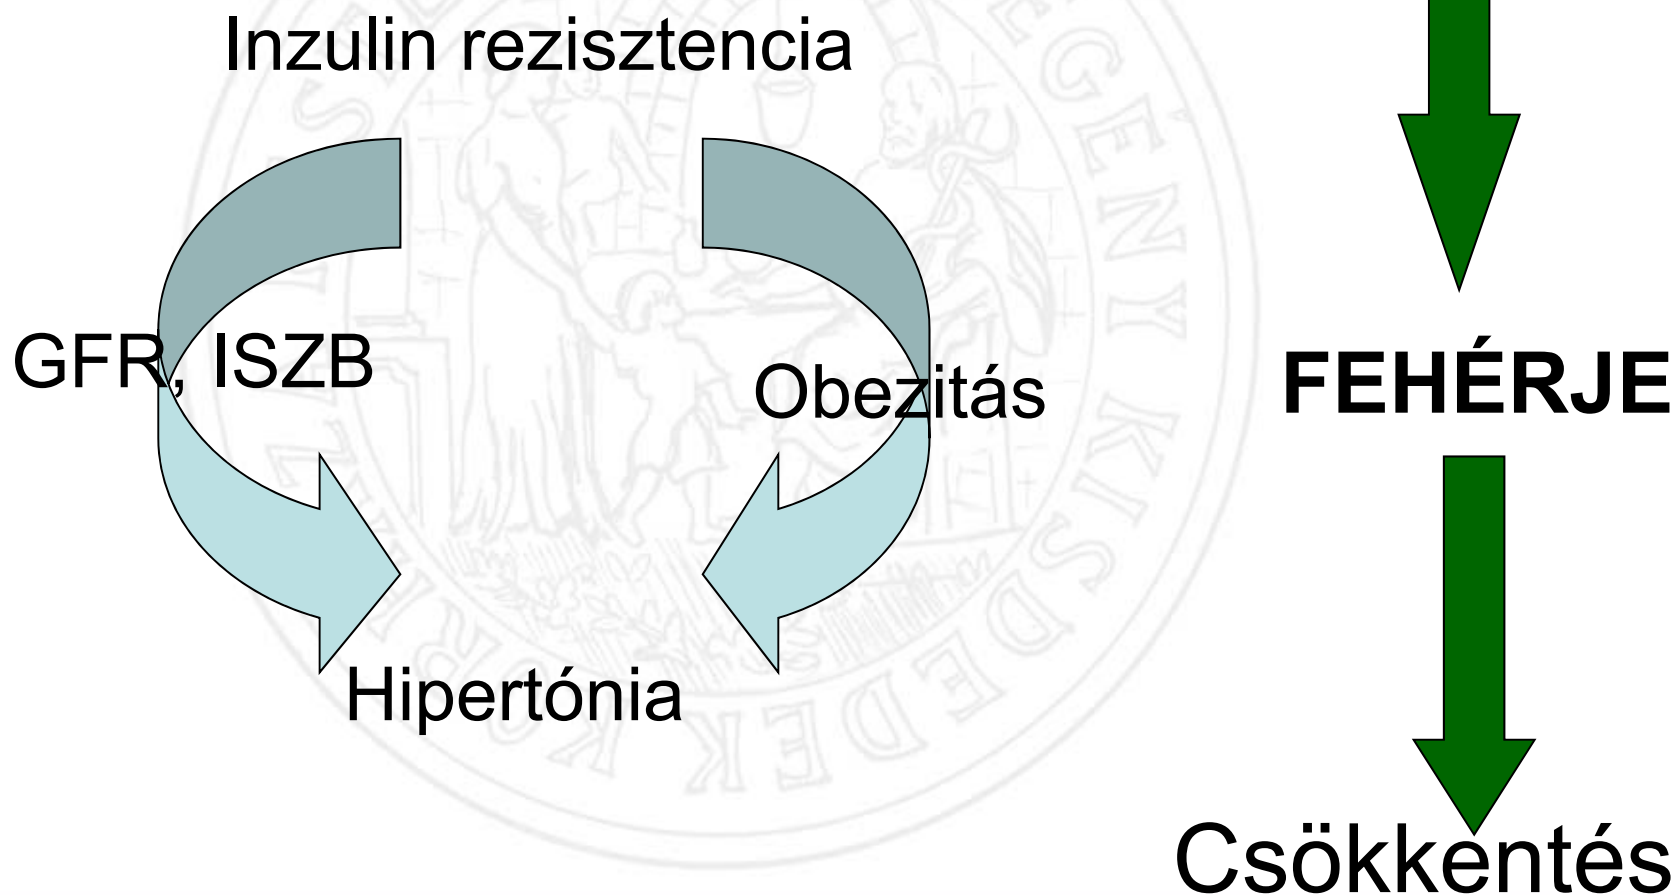 Inzulin rezisztencia
GFR, ISZB
Obezitás
FEHÉRJE
Hipertónia
Csökkentés